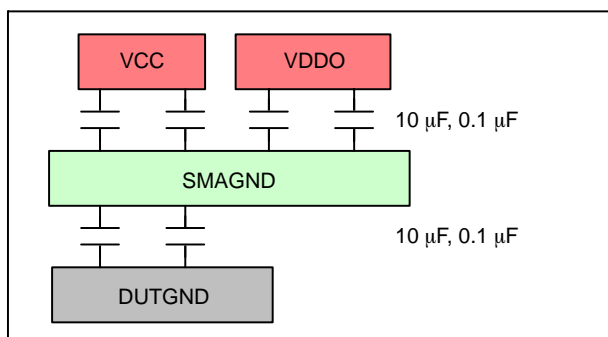 VCC VDDO
10 μF, 0.1 μF
SMAGND
10 μF, 0.1 μF
DUTGND